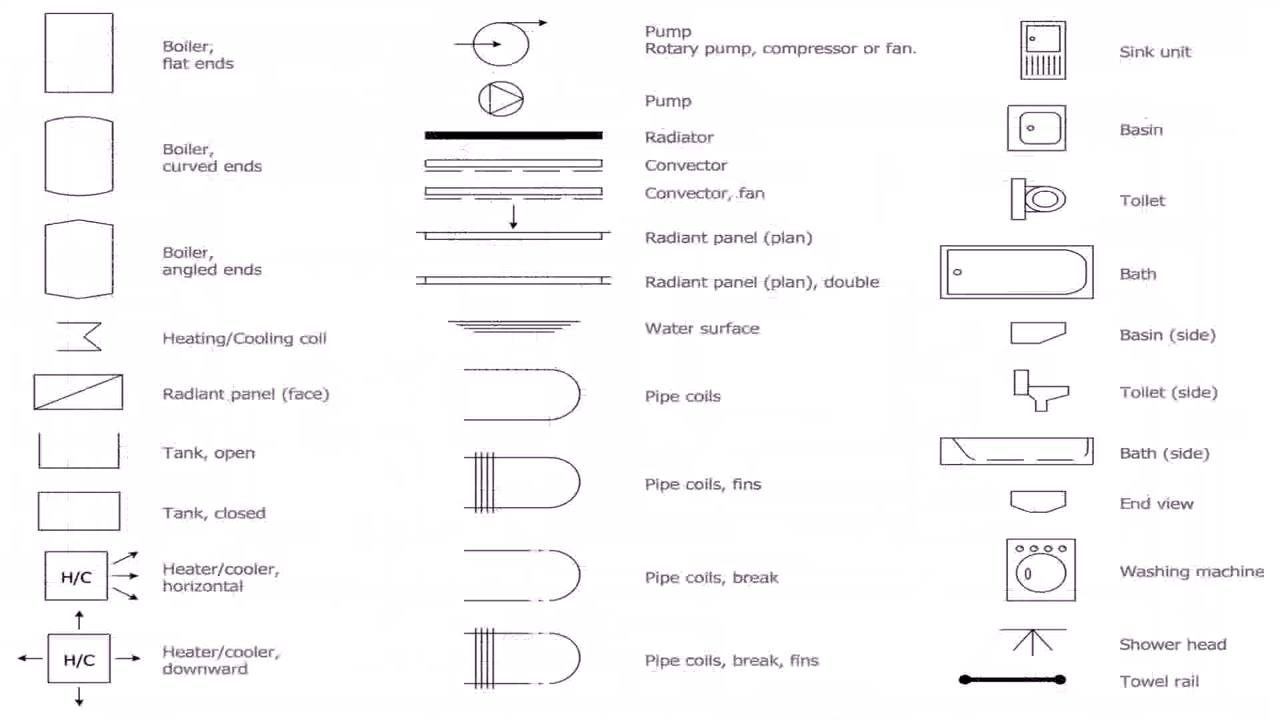 Boiler,
flat ends
Boiler,
curved ends
Boiler,
angled ends
Heating/Cooling coil
Radiant panel (face)
Tank, open
Tank, closed
H/C
Heater/cooler,
horizontal
H/C
Heater/cooler,
downward
Pump
Rotary pump, compressor or fan.
Pump
Radiator
Convector
Convector, fan
Radiant panel (plan)
Radiant panel (plan), double
Water surface
Pipe coils
Pipe coils, fins
Pipe coils, break
Pipe coils, break, fins
Sink unit
Basin
Toilet
Bath
Basin (side)
Toilet (side)
Bath (side)
End view
Washing machine
Shower head
Towel rail